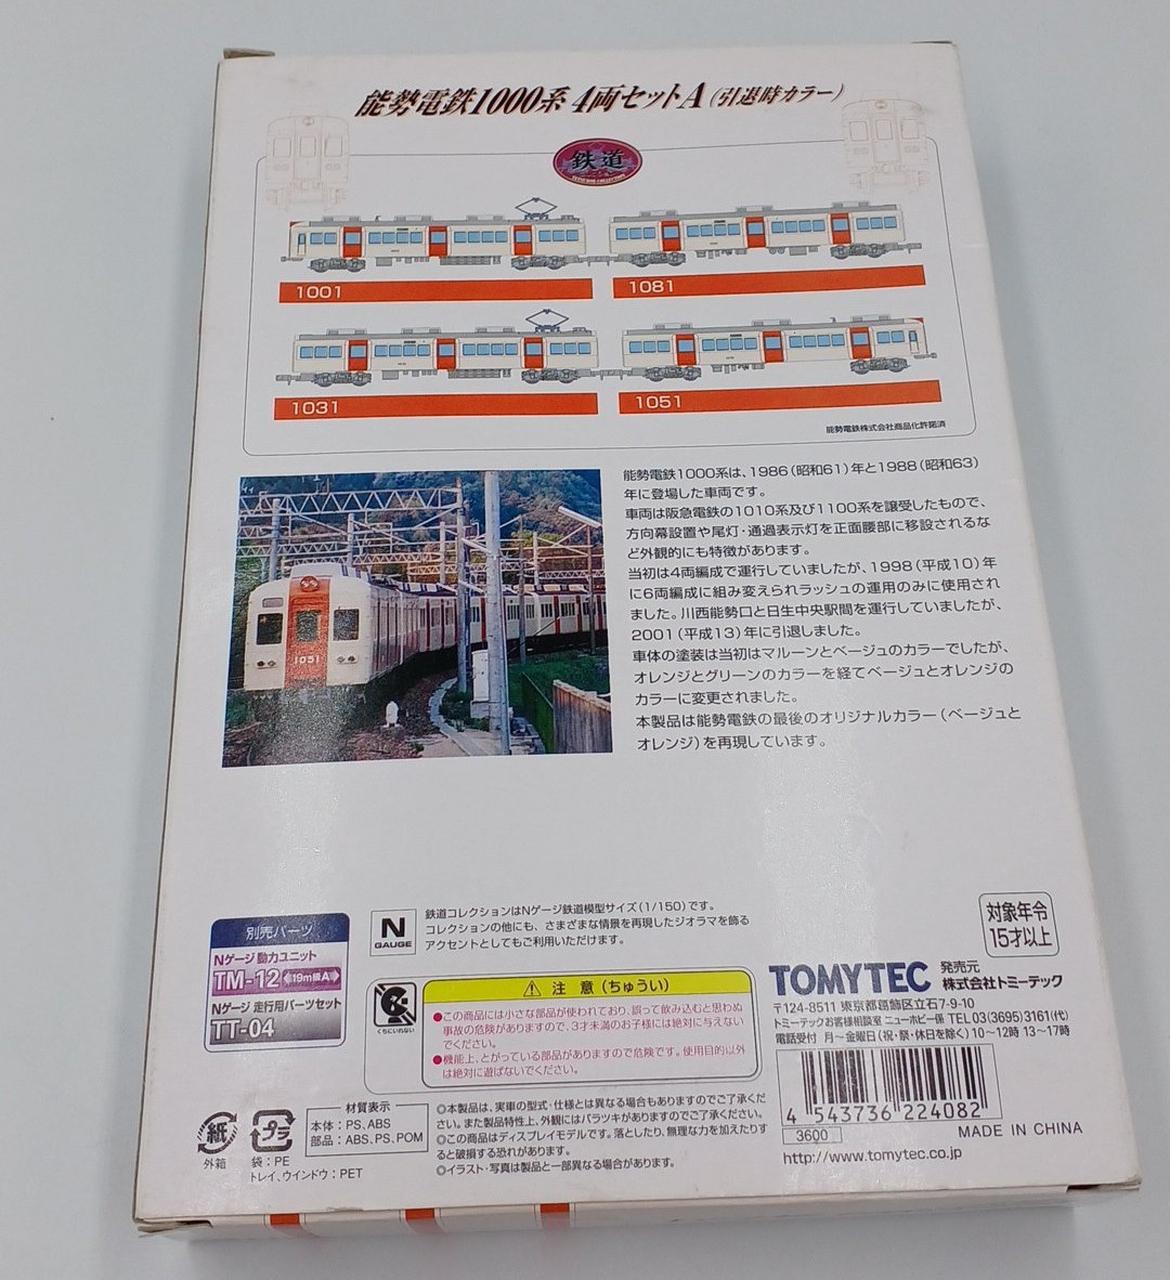 能勢電鉄1000系 4両セットA(引退時カラー)
鉄道
1001
1081
1031
1051
能勢電鉄株式会社商品化許諾済
能勢電鉄1000系は、1986(昭和61)年と1988(昭和63)
年に登場した車両です。
車両は阪急電鉄の1010系及び1100系を譲受したもので、
方向幕設置や尾灯・通過表示灯を正面腰部に移設されるな
ど外観的にも特徴があります。
当初は4両編成で運行していましたが、1998(平成10)年
に6両編成に組み変えられラッシュの運用のみに使用され
ました。川西能勢口と日生中央駅間を運行していましたが、
2001(平成13)年に引退しました。
車体の塗装は当初はマルーンとベージュのカラーでしたが、
オレンジとグリーンのカラーを経てベージュとオレンジの
カラーに変更されました。
本製品は能勢電鉄の最後のオリジナルカラー(ベージュと
オレンジ)を再現しています。
1051
別売パーツ
Nゲージ 動力ユニット
TM-12 19m級A
Nゲージ 走行用パーツセット
TT-04
N
GAUGE
鉄道コレクションはNゲージ鉄道模型サイズ(1/150)です。
コレクションの他にも、さまざまな情景を再現したジオラマを飾る
アクセントとしてもご利用いただけます。
対象年令
15才以上
くちにいれない
⚠ 注 意 (ちゅうい)
●この商品には小さな部品が使われており、誤って飲み込むと思わぬ
事故の危険がありますので、3才未満のお子様には絶対に与えない
でください。
●機能上、とがっている部品がありますので危険です。使用目的以外
は絶対に遊ばないでください。
TOMYTEC 発売元
株式会社トミーテック
〒124-8511 東京都葛飾区立石7-9-10
トミーテックお客様相談室 ニューホビー係 TEL 03(3695)3161(代)
電話受付 月〜金曜日(祝・祭・休日を除く) 10〜12時 13〜17時
4 543736 224082
3600
MADE IN CHINA
http://www.tomytec.co.jp
紙
外箱
プラ
袋:PE
トレイ、ウインドウ:PET
材質表示
本体:PS、ABS
部品:ABS、PS、POM
◎本製品は、実車の型式・仕様とは異なる場合もありますのでご了承くだ
さい。また製品特性上、外観にはバラツキがありますのでご了承ください。
◎この商品はディスプレイモデルです。落としたり、無理な力を加えたりす
ると破損する恐れがあります。
◎イラスト・写真は製品と一部異なる場合があります。